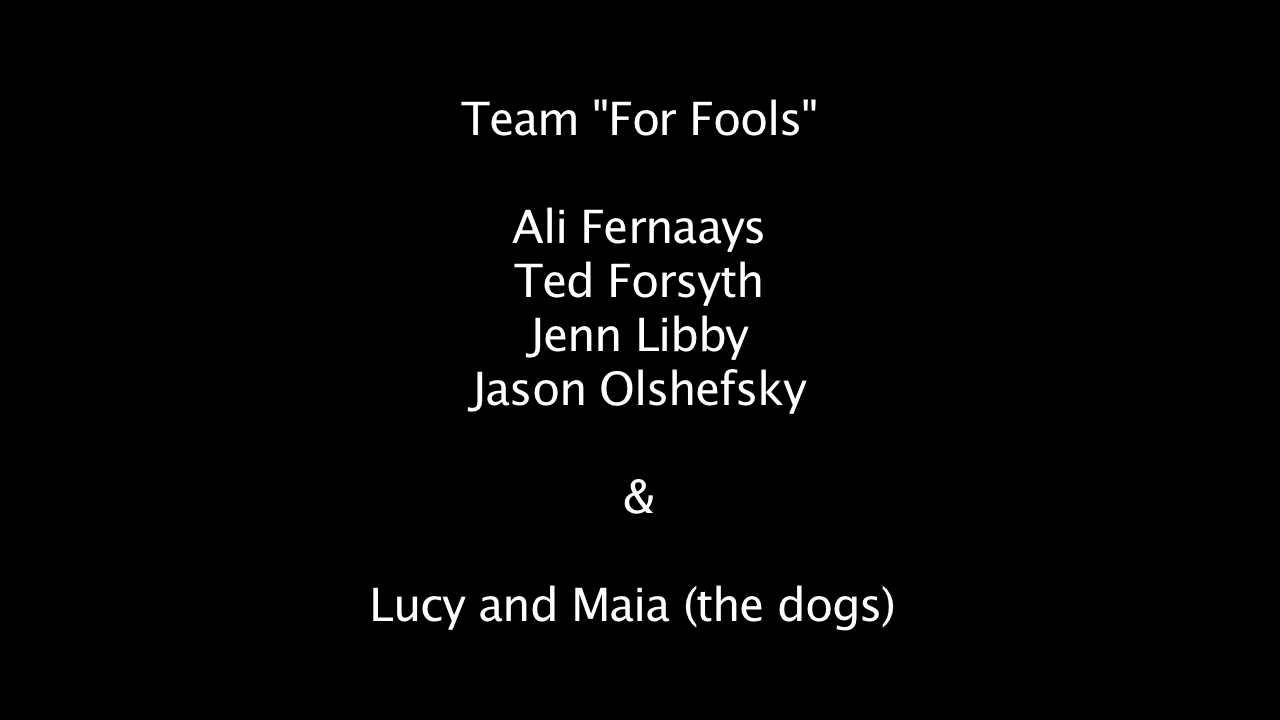 Team "For Fools"
Ali Fernaays
Ted Forsyth
Jenn Libby
Jason Olshefsky
&
Lucy and Maia (the dogs)